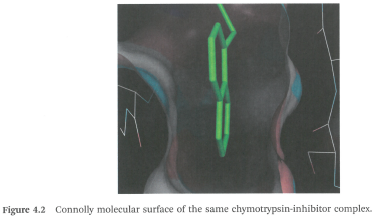 Figure 4.2 Connolly molecular surface of the same chymotrypsin-inhibitor complex.